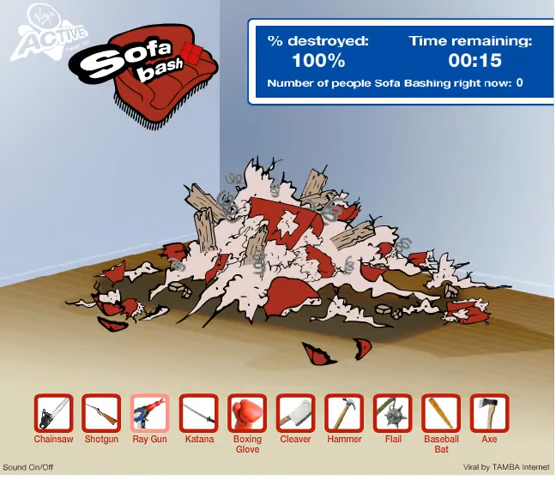 Virgin
ACTIVE
Sofa
bash
% destroyed:
100%
Time remaining:
00:15
Number of people Sofa Bashing right now: 0
Chainsaw
Shotgun
Ray Gun
Katana
Boxing
Glove
Cleaver
Hammer
Flail
Baseball
Bat
Axe
Sound On/Off
Viral by TAMBA Internet